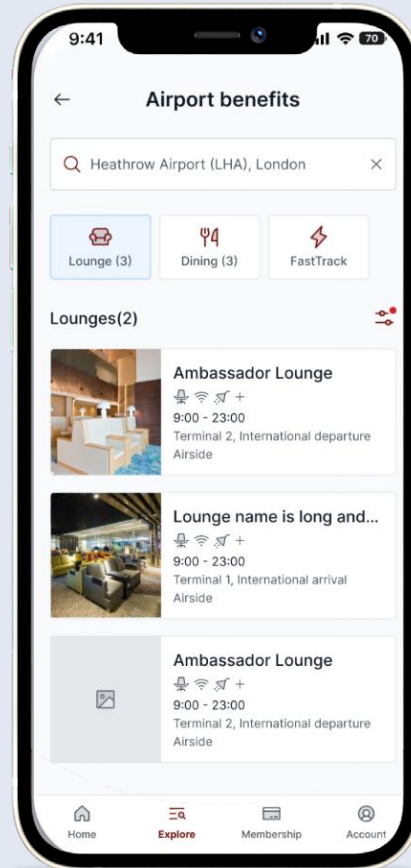 9:41
70
Airport benefits
Heathrow Airport (LHA), London
Lounge (3)
Dining (3)
FastTrack
Lounges(2)
Ambassador Lounge
9:00 - 23:00
Terminal 2, International departure
Airside
Lounge name is long and...
9:00 - 23:00
Terminal 1, International arrival
Airside
Ambassador Lounge
9:00 - 23:00
Terminal 2, International departure
Airside
Home
Explore
Membership
Account